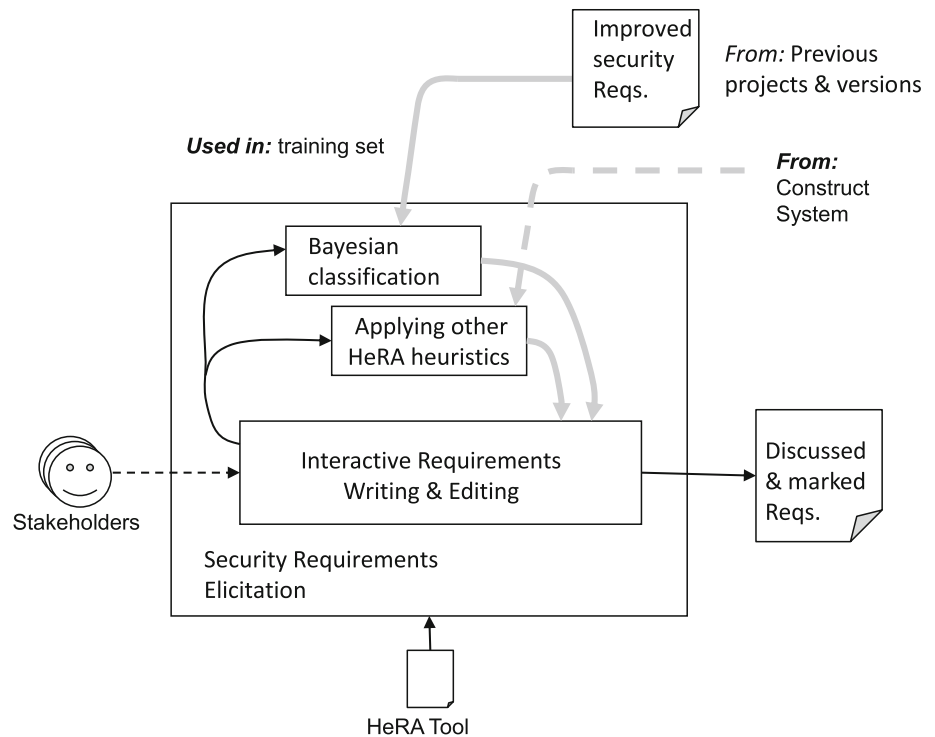 Improved
security
Reqs.
From: Previous
projects & versions
Used in: training set
From:
Construct
System
Bayesian
classification
Applying other
HeRA heuristics
Interactive Requirements
Writing & Editing
Discussed
& marked
Reqs.
Stakeholders
Security Requirements
Elicitation
HeRA Tool